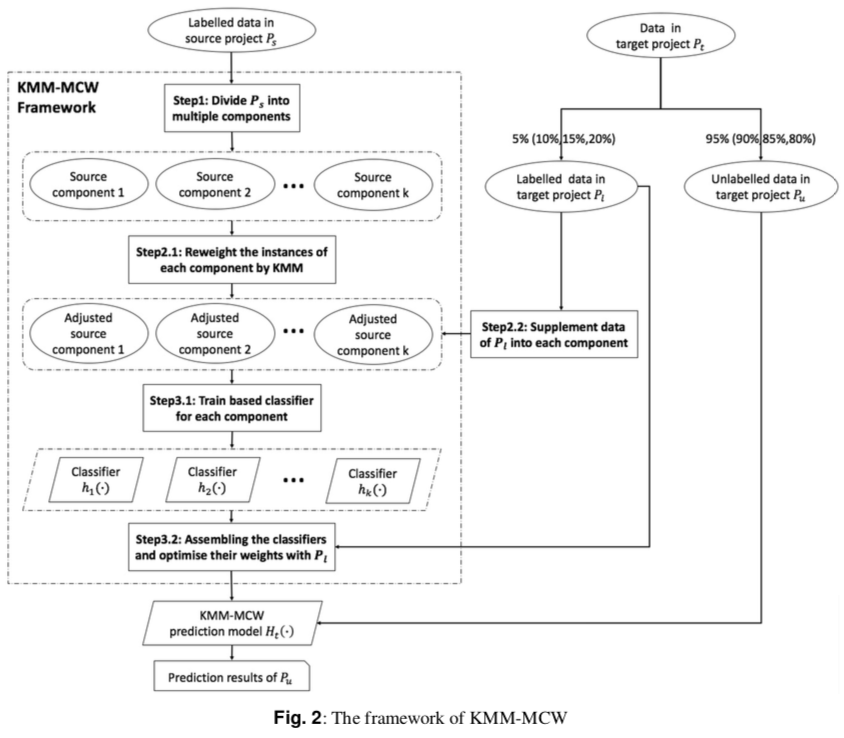 Labelled data in
source project Pₛ
Data in
target project Pₜ
KMM-MCW
Framework
Step1: Divide Pₛ into
multiple components
5% (10%,15%,20%)
95% (90%,85%,80%)
Source
component 1
Source
component 2
•••
Source
component k
Labelled data in
target project Pₗ
Unlabelled data in
target project Pᵤ
Step2.1: Reweight the instances of
each component by KMM
Adjusted
source
component 1
Adjusted
source
component 2
•••
Adjusted
source
component k
Step2.2: Supplement data
of Pₗ into each component
Step3.1: Train based classifier
for each component
Classifier
h₁(·)
Classifier
h₂(·)
•••
Classifier
hₖ(·)
Step3.2: Assembling the classifiers
and optimise their weights with Pₗ
KMM-MCW
prediction model Hₜ(·)
Prediction results of Pᵤ
Fig. 2: The framework of KMM-MCW